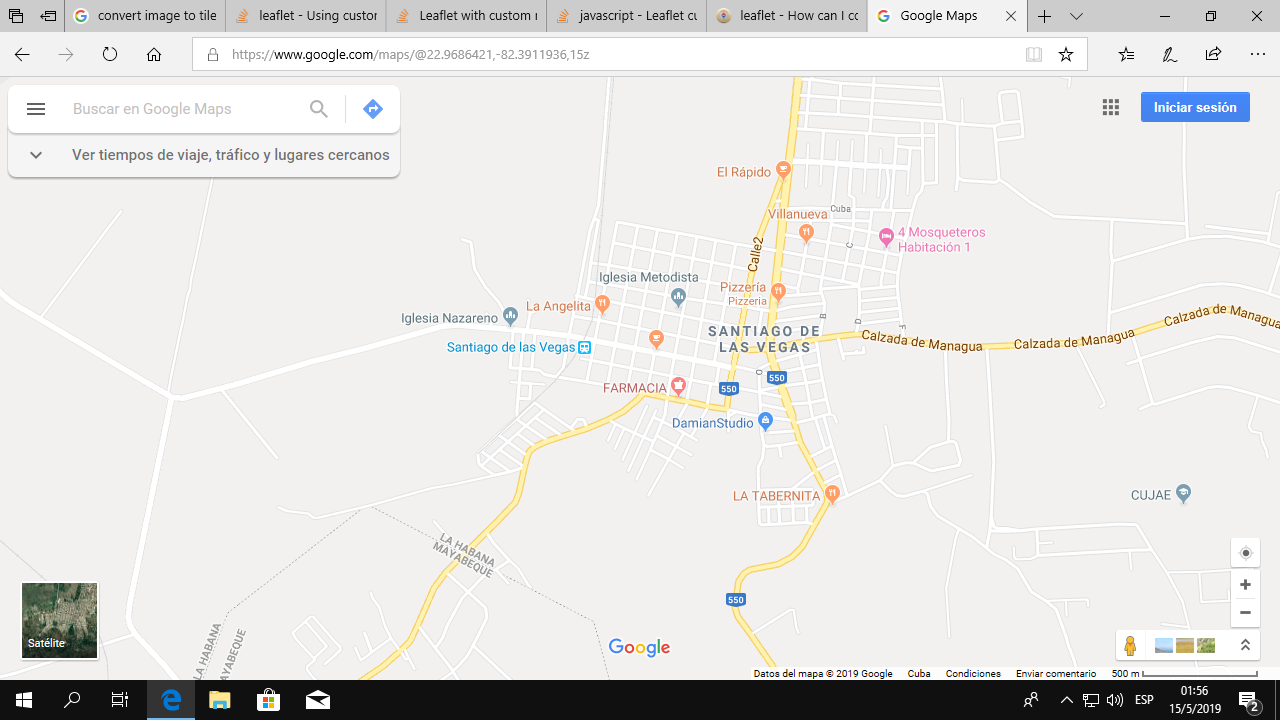 convert image to tile
leaflet - Using custon
Leaflet with custom r
javascript - Leaflet cu
leaflet - How can I co
Google Maps
https://www.google.com/maps/@22.9686421,-82.3911936,15z
Buscar en Google Maps
Iniciar sesión
Ver tiempos de viaje, tráfico y lugares cercanos
El Rápido
Cuba
Villanueva
4 Mosqueteros
Habitación 1
Calle2
C
Iglesia Metodista
Pizzería
Pizzeria
La Angelita
Iglesia Nazareno
B
D
F
Calzada de Managua
SANTIAGO DE
LAS VEGAS
Calzada de Managua
Calzada de Managua
Santiago de las Vegas
O
550
550
FARMACIA
DamianStudio
LA TABERNITA
CUJAE
LA HABANA
MAYABEQUE
550
LA HABANA
MAYABEQUE
Satélite
Google
Datos del mapa © 2019 Google Cuba Condiciones Enviar comentario 500 m
ESP
01:56
15/5/2019
2